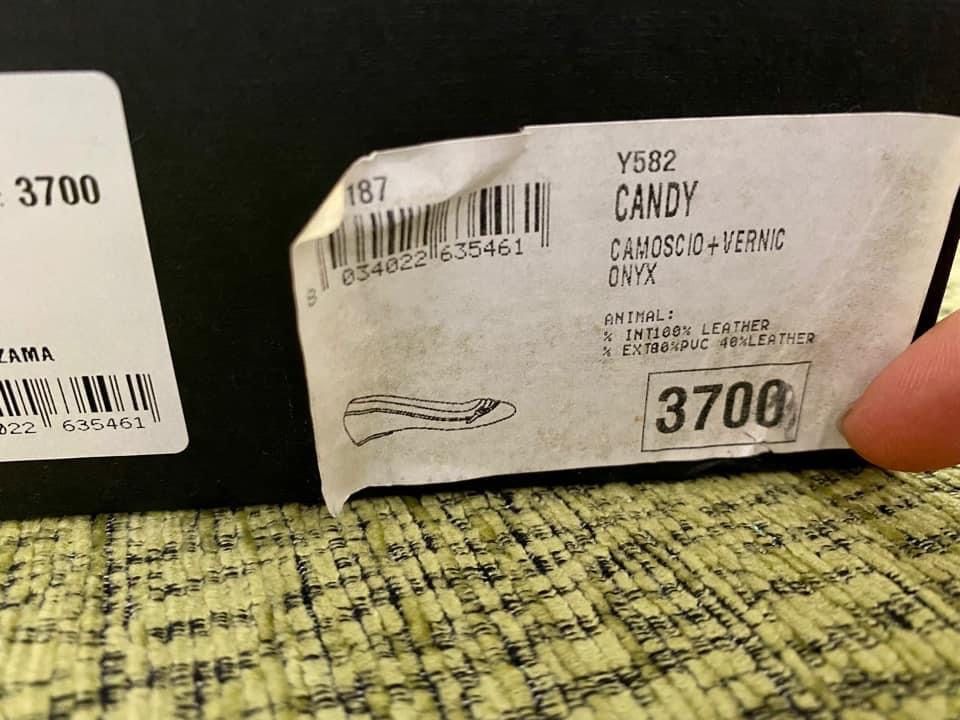 3700
ZAMA
022 635461
187
8 034022 635461
Y582
CANDY
CAMOSCIO+VERNIC
ONYX
ANIMAL:
% INT100% LEATHER
% EXT80%PVC 40%LEATHER
3700